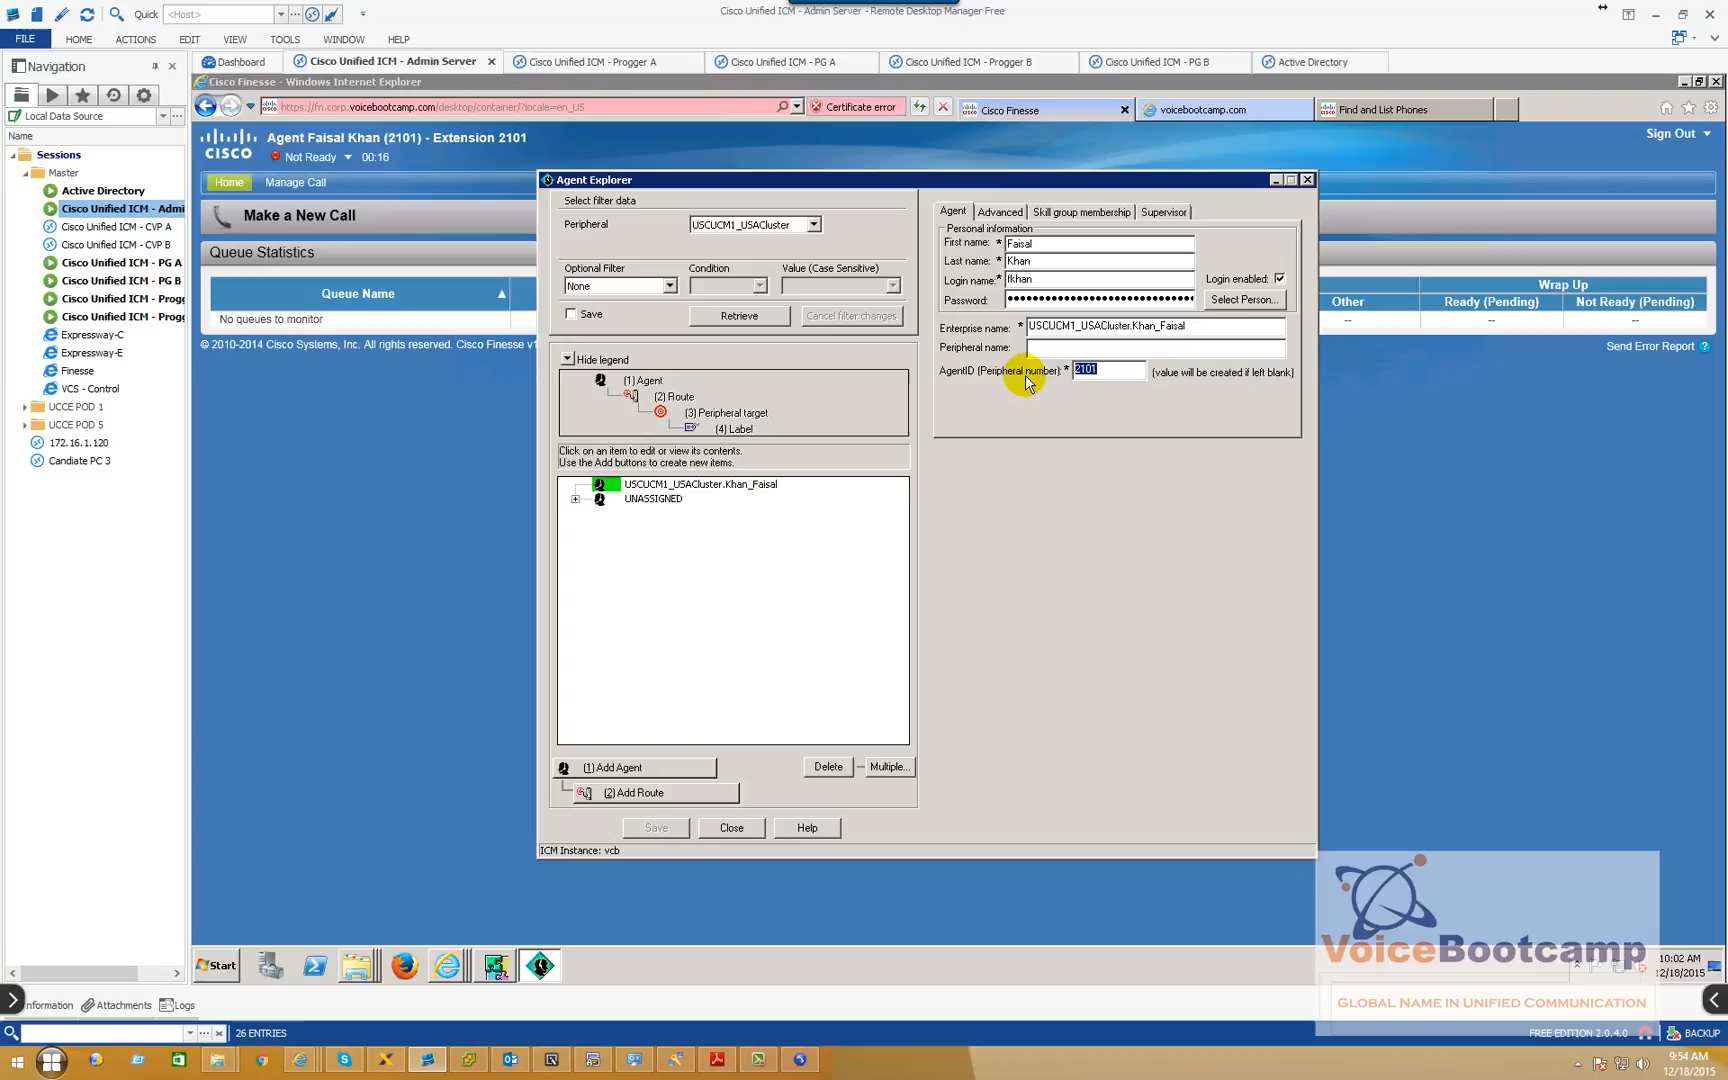 Quick <Host>
Cisco Unified ICM - Admin Server - Remote Desktop Manager Free
FILE HOME ACTIONS EDIT VIEW TOOLS WINDOW HELP
Navigation
Dashboard
Cisco Unified ICM - Admin Server
Cisco Unified ICM - Progger A
Cisco Unified ICM - PG A
Cisco Unified ICM - Progger B
Cisco Unified ICM - PG B
Active Directory
Cisco Finesse - Windows Internet Explorer
https://fn.corp.voicebootcamp.com/desktop/container/?locale=en_US
Certificate error
Cisco Finesse
voicebootcamp.com
Find and List Phones
Local Data Source
Name
Sessions
Master
Active Directory
Cisco Unified ICM - Admi
Cisco Unified ICM - CVP A
Cisco Unified ICM - CVP B
Cisco Unified ICM - PG A
Cisco Unified ICM - PG B
Cisco Unified ICM - Progg
Cisco Unified ICM - Progg
Expressway-C
Expressway-E
Finesse
VCS - Control
UCCE POD 1
UCCE POD 5
172.16.1.120
Candiate PC 3
CISCO
Agent Faisal Khan (2101) - Extension 2101
Not Ready 00:16
Sign Out
Home Manage Call
Make a New Call
Queue Statistics
Queue Name
No queues to monitor
© 2010-2014 Cisco Systems, Inc. All rights reserved. Cisco Finesse v1
Wrap Up
Other Ready (Pending) Not Ready (Pending)
-- -- --
Send Error Report
Agent Explorer
Select filter data
Peripheral USCUCM1_USACluster
Optional Filter Condition Value (Case Sensitive)
None
Save Retrieve Cancel filter changes
Hide legend
(1) Agent
(2) Route
(3) Peripheral target
(4) Label
Click on an item to edit or view its contents.
Use the Add buttons to create new items.
USCUCM1_USACluster.Khan_Faisal
UNASSIGNED
(1) Add Agent
Delete Multiple...
(2) Add Route
Save Close Help
ICM Instance: vcb
Agent Advanced Skill group membership Supervisor
Personal information
First name: * Faisal
Last name: * Khan
Login name:* fkhan
Login enabled:
Password:
Select Person...
Enterprise name: * USCUCM1_USACluster.Khan_Faisal
Peripheral name:
AgentID (Peripheral number): * 2101 (value will be created if left blank)
VoiceBootcamp
GLOBAL NAME IN UNIFIED COMMUNICATION
Start
10:02 AM
12/18/2015
nformation Attachments Logs
26 ENTRIES
FREE EDITION 2.0.4.0
BACKUP
9:54 AM
12/18/2015